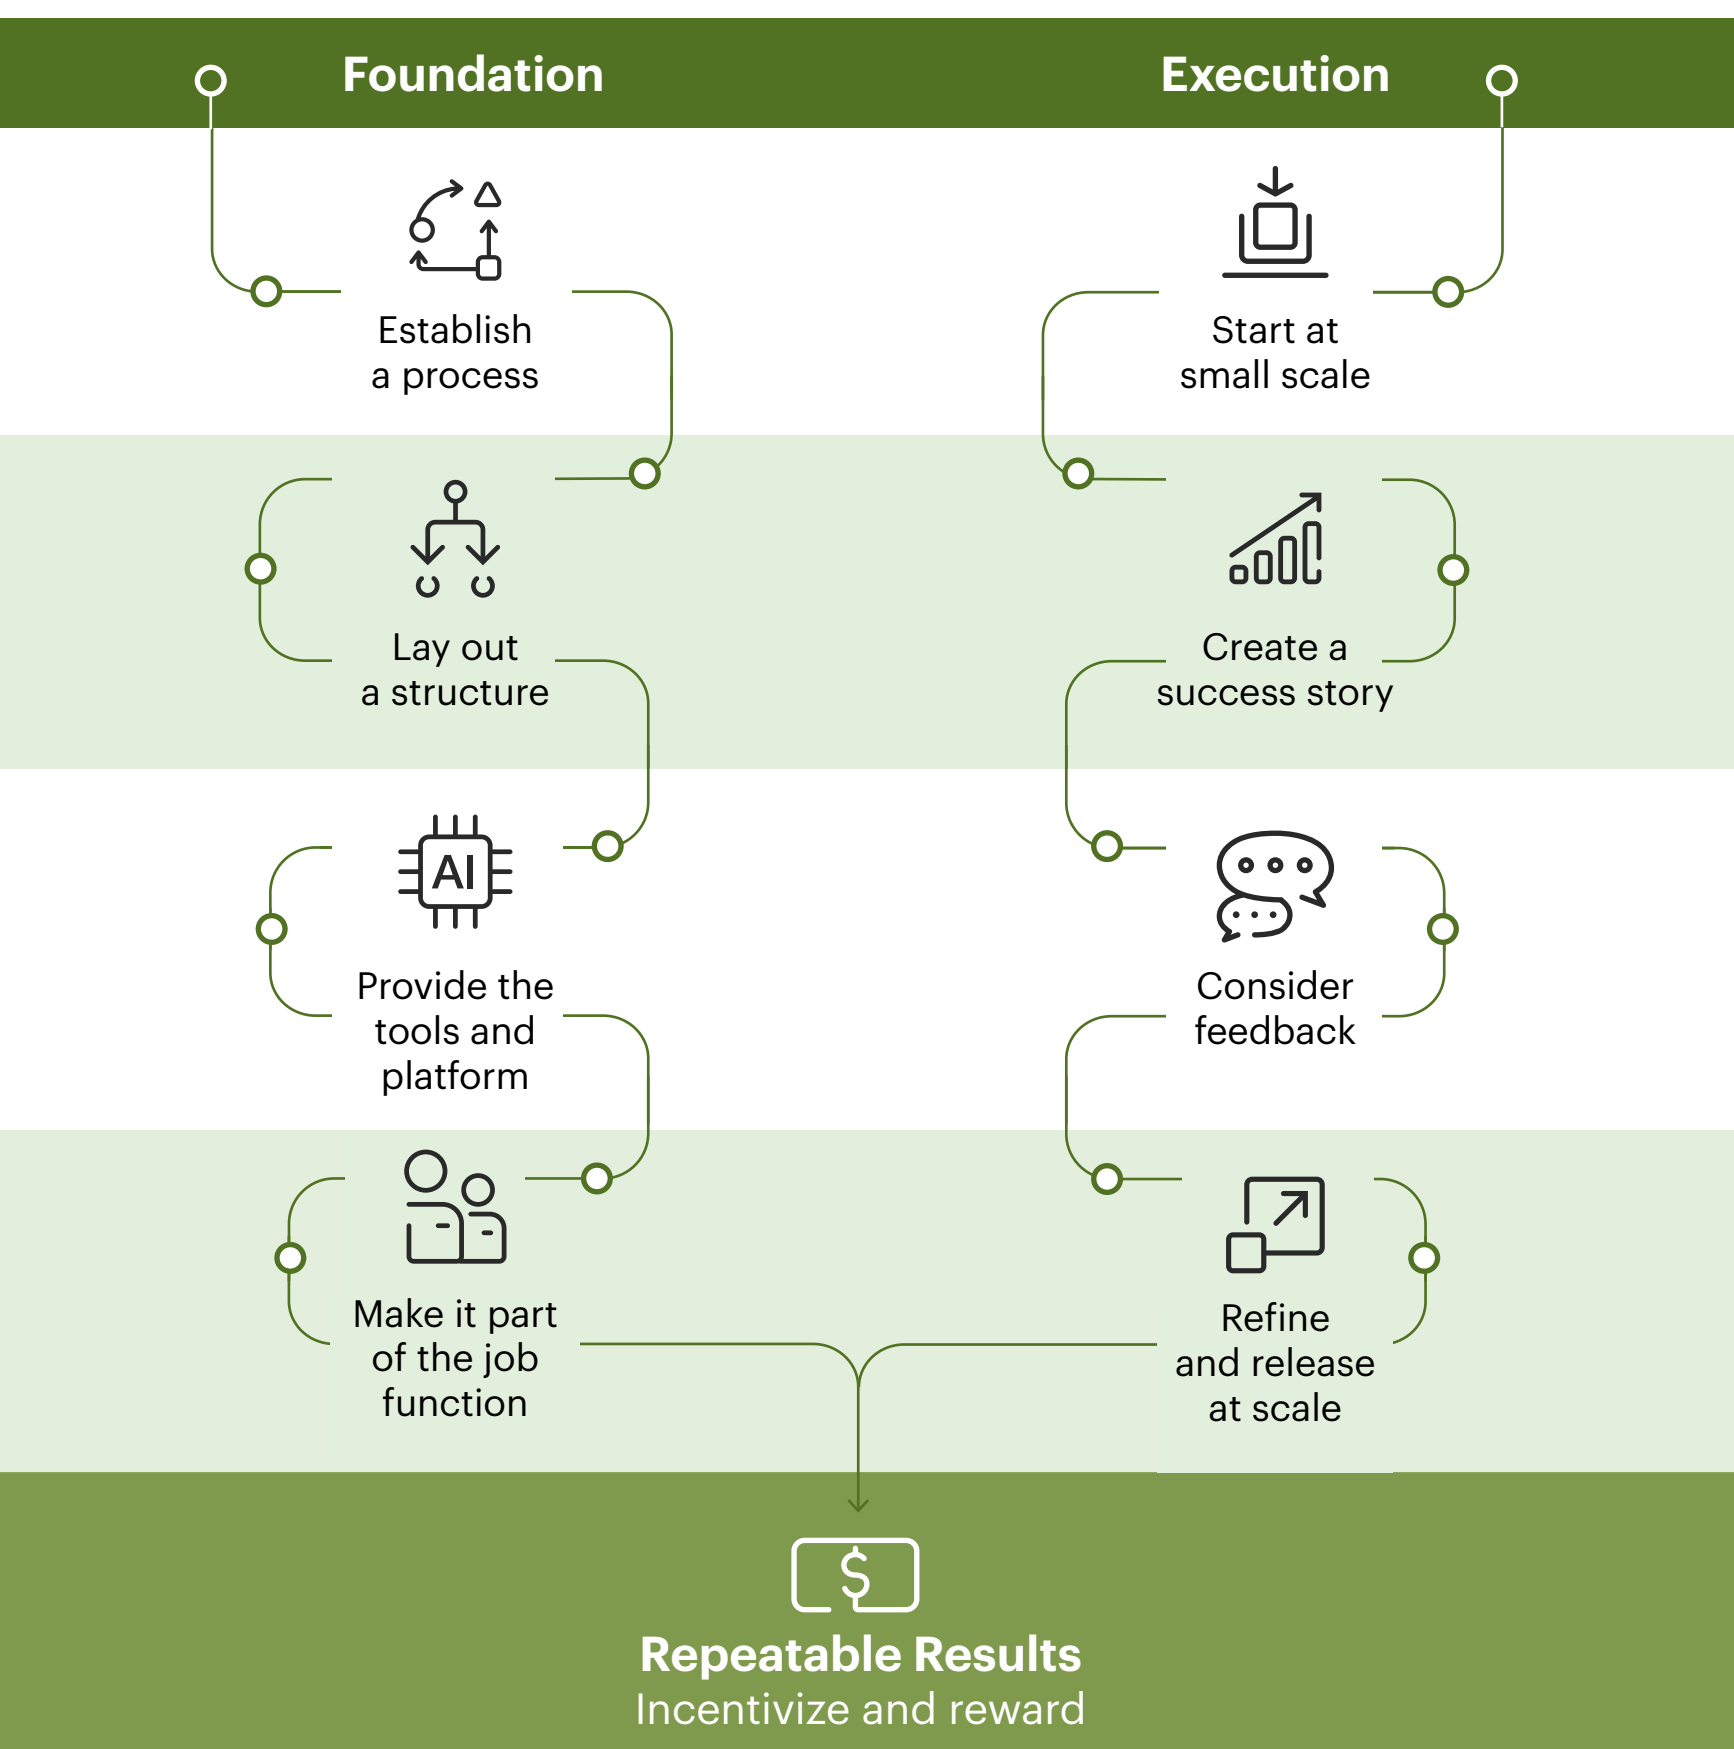 Foundation
Execution
Establish
a process
Start at
small scale
Lay out
a structure
Create a
success story
AI
Provide the
tools and
platform
Consider
feedback
Make it part
of the job
function
Refine
and release
at scale
$
Repeatable Results
Incentivize and reward